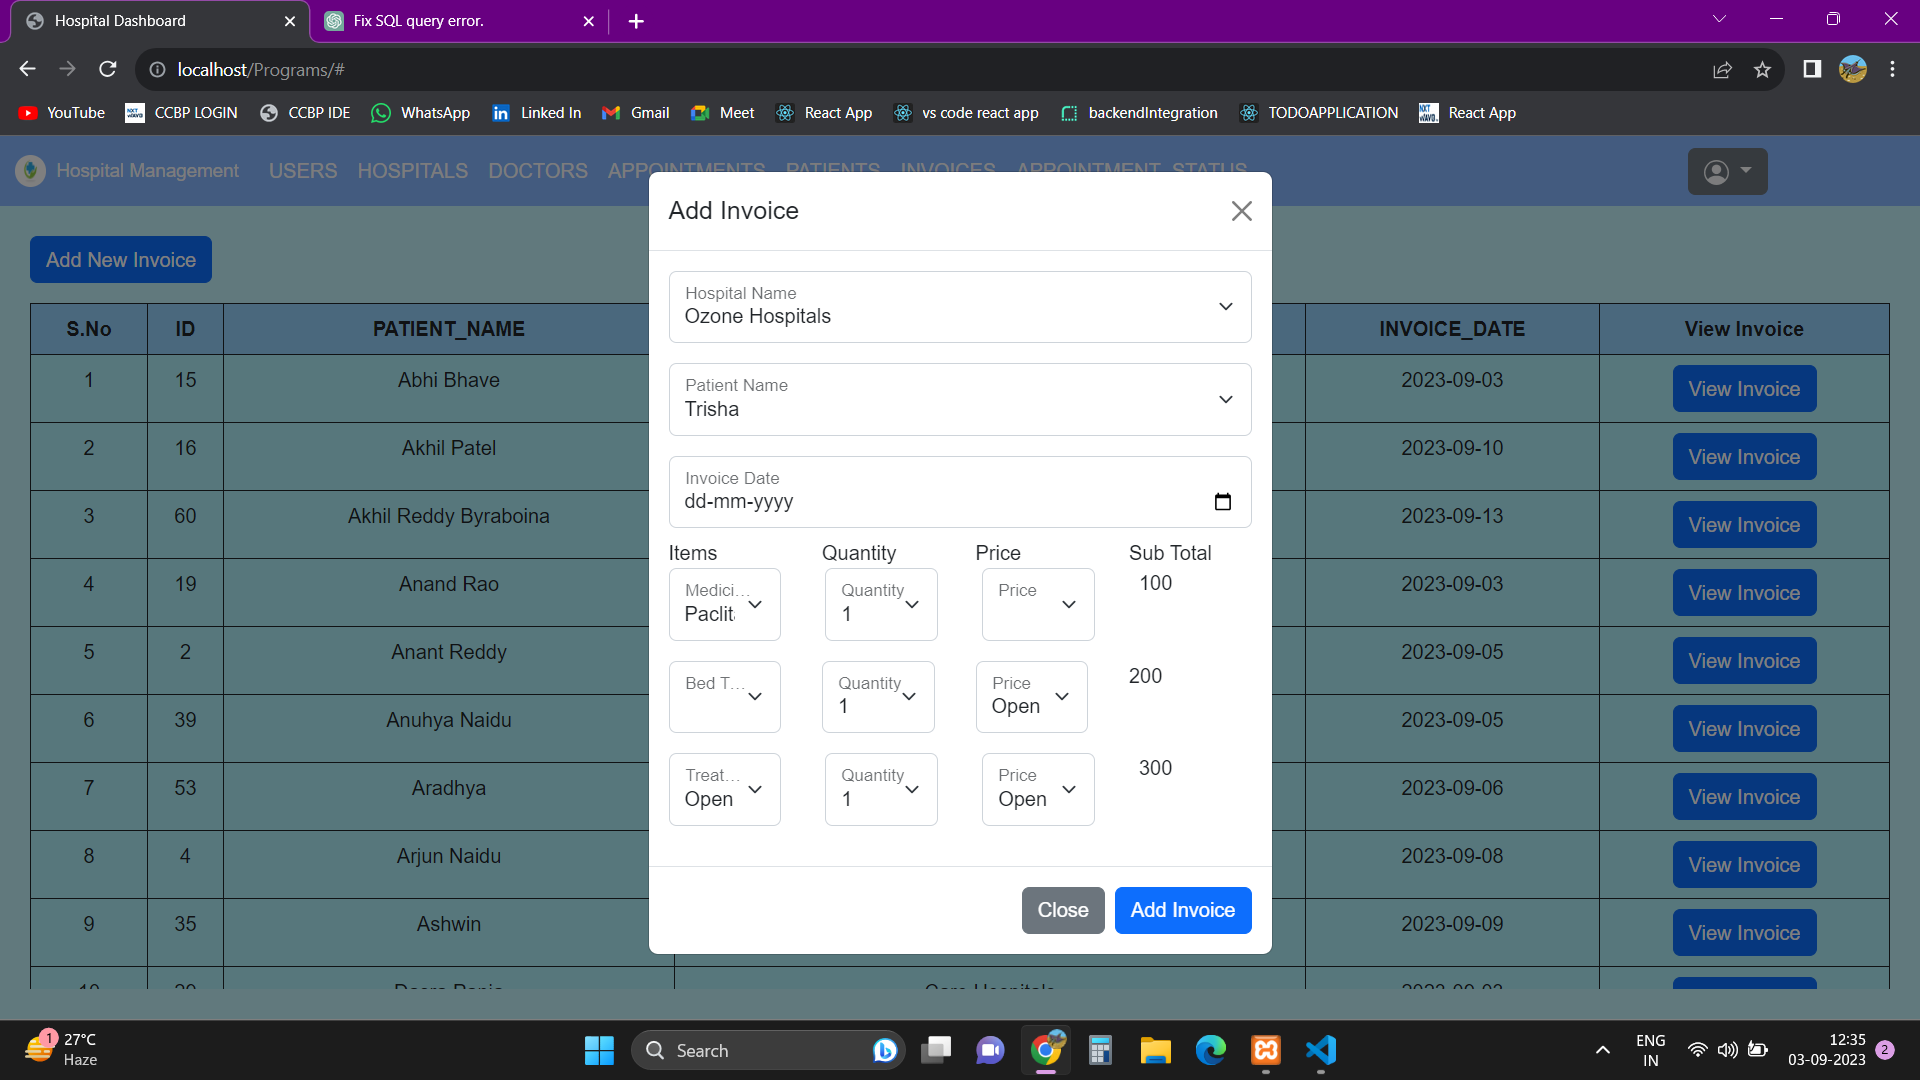 Hospital Dashboard
Fix SQL query error.
localhost/Programs/#
YouTube CCBP LOGIN CCBP IDE WhatsApp Linked In Gmail Meet React App vs code react app backendIntegration TODOAPPLICATION React App
Hospital Management USERS HOSPITALS DOCTORS APPOINTMENTS PATIENTS INVOICES APPOINTMENT_STATUS
Add New Invoice
S.No ID PATIENT_NAME INVOICE_DATE View Invoice
1 15 Abhi Bhave 2023-09-03 View Invoice
2 16 Akhil Patel 2023-09-10 View Invoice
3 60 Akhil Reddy Byraboina 2023-09-13 View Invoice
4 19 Anand Rao 2023-09-03 View Invoice
5 2 Anant Reddy 2023-09-05 View Invoice
6 39 Anuhya Naidu 2023-09-05 View Invoice
7 53 Aradhya 2023-09-06 View Invoice
8 4 Arjun Naidu 2023-09-08 View Invoice
9 35 Ashwin 2023-09-09 View Invoice
Add Invoice
Hospital Name
Ozone Hospitals
Patient Name
Trisha
Invoice Date
dd-mm-yyyy
Items Quantity Price Sub Total
Medici... Quantity Price 100
Paclit 1
Bed T... Quantity Price 200
1 Open
Treat... Quantity Price 300
Open 1 Open
Close Add Invoice
1
27°C
Haze
Search
ENG
IN
12:35
03-09-2023
2